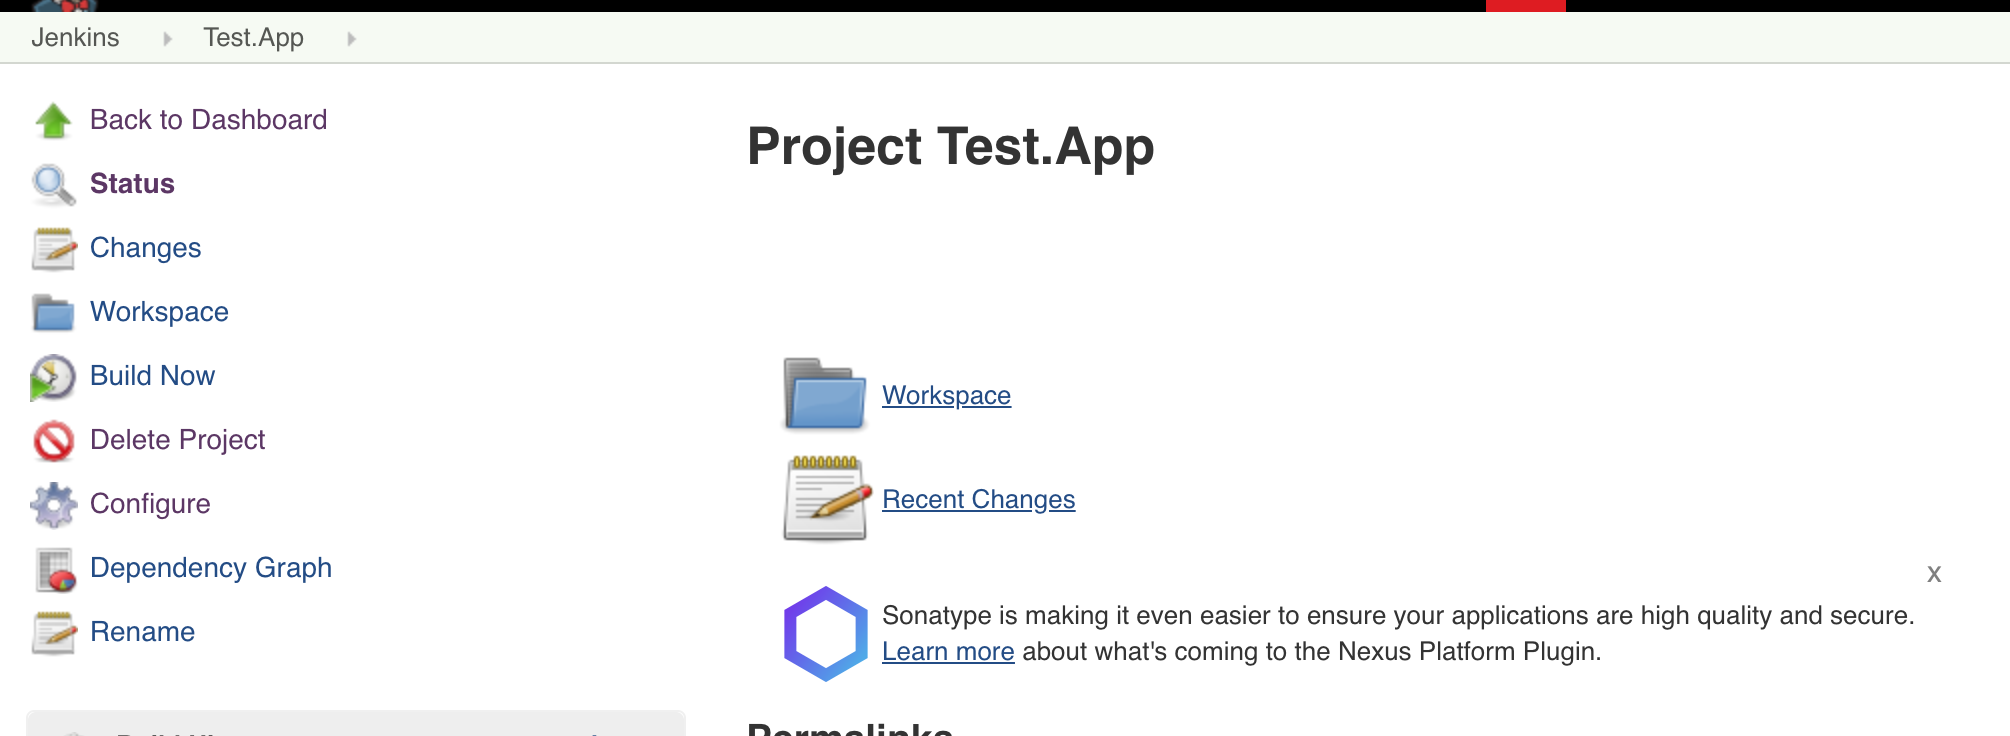 Jenkins Test.App
Back to Dashboard
Status
Changes
Workspace
Build Now
Delete Project
Configure
Dependency Graph
Rename
Project Test.App
Workspace
Recent Changes
x
Sonatype is making it even easier to ensure your applications are high quality and secure.
Learn more about what's coming to the Nexus Platform Plugin.
Permalinks